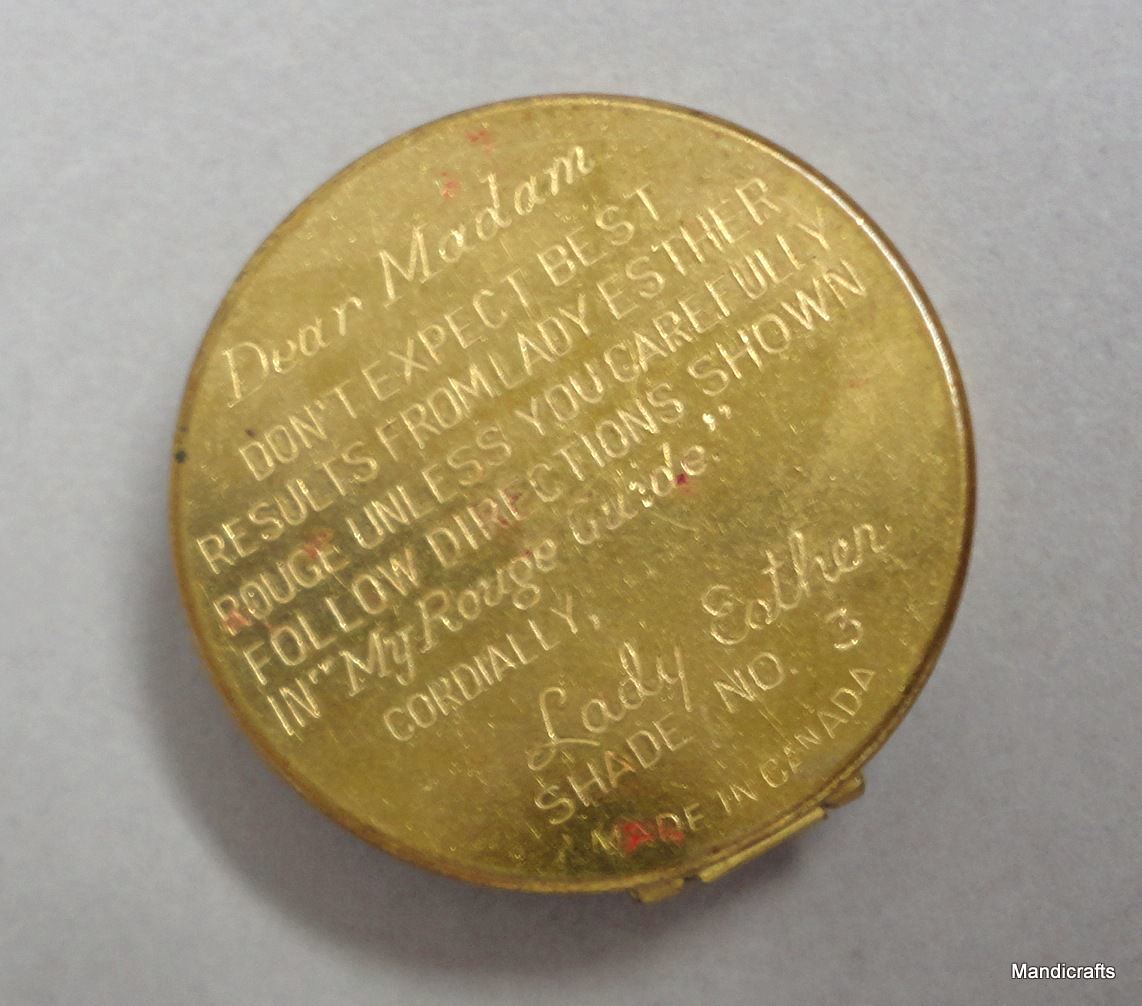 Dear Madam
DON'T EXPECT BEST
RESULTS FROM LADY ESTHER
ROUGE UNLESS YOU CAREFULLY
FOLLOW DIRECTIONS SHOWN
IN "My Rouge Guide."
CORDIALLY,
Lady Esther
SHADE NO. 3
MADE IN CANADA
Mandicrafts